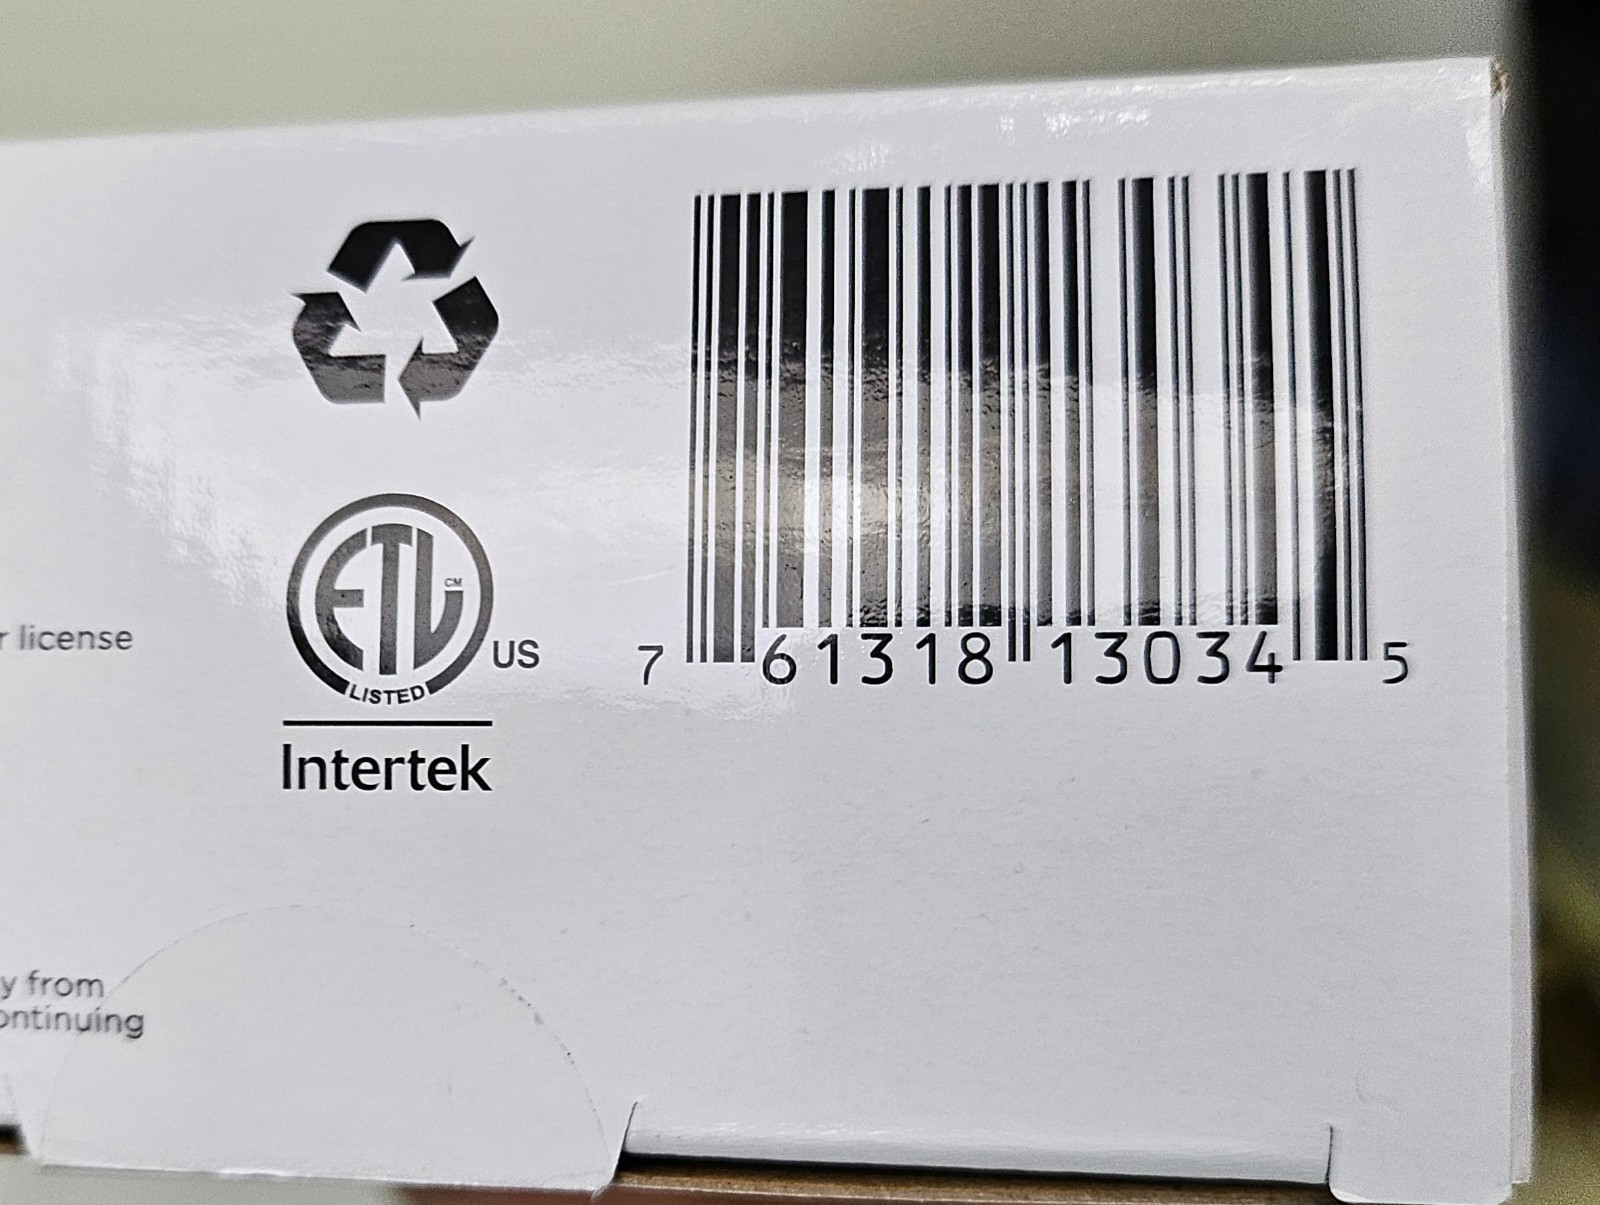 r license
ETL CM
LISTED
US
Intertek
7 61318 13034 5
y from
ontinuing